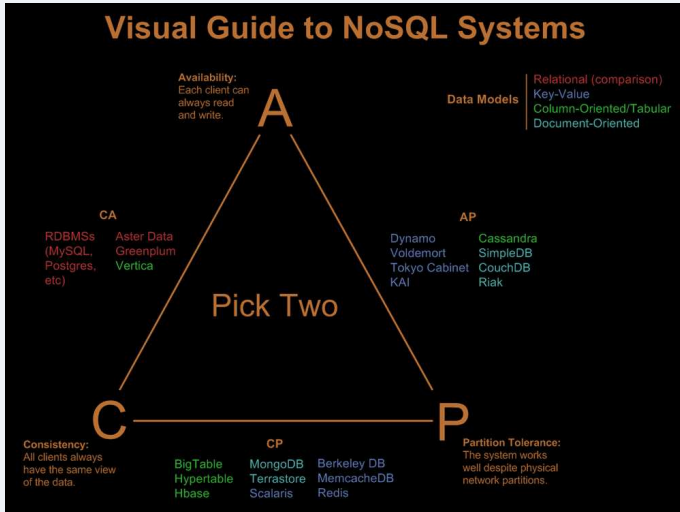 Visual Guide to NoSQL Systems
Availability:
Each client can
always read
and write.
A
Data Models
Relational (comparison)
Key-Value
Column-Oriented/Tabular
Document-Oriented
CA
RDBMSs
(MySQL,
Postgres,
etc)
Aster Data
Greenplum
Vertica
AP
Dynamo
Voldemort
Tokyo Cabinet
KAI
Cassandra
SimpleDB
CouchDB
Riak
Pick Two
C
Consistency:
All clients always
have the same view
of the data.
CP
BigTable
Hypertable
Hbase
MongoDB
Terrastore
Scalaris
Berkeley DB
MemcacheDB
Redis
P
Partition Tolerance:
The system works
well despite physical
network partitions.